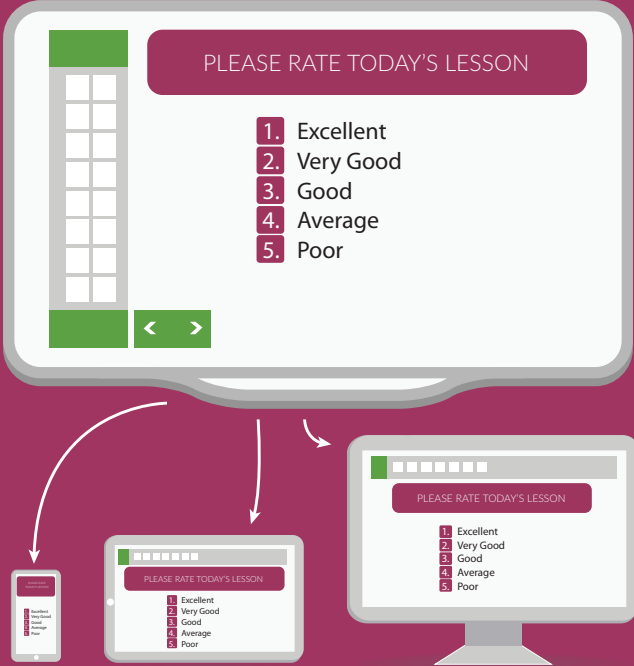 PLEASE RATE TODAY'S LESSON
1. Excellent
2. Very Good
3. Good
4. Average
5. Poor
PLEASE RATE TODAY'S LESSON
1. Excellent
2. Very Good
3. Good
4. Average
5. Poor
PLEASE RATE TODAY'S LESSON
1. Excellent
2. Very Good
3. Good
4. Average
5. Poor
Excellent
Very Good
Good
Average
Poor